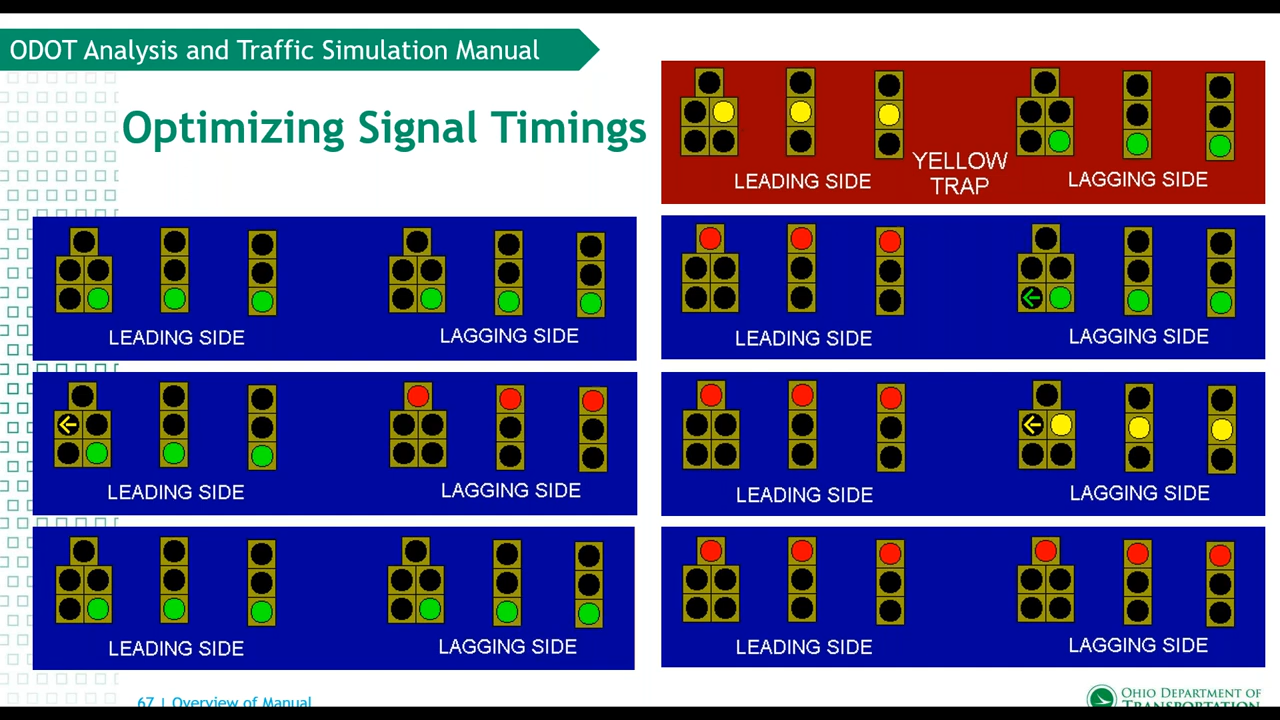 ODOT Analysis and Traffic Simulation Manual
Optimizing Signal Timings
LEADING SIDE
YELLOW
TRAP
LAGGING SIDE
LEADING SIDE
LAGGING SIDE
LEADING SIDE
LAGGING SIDE
LEADING SIDE
LAGGING SIDE
LEADING SIDE
LAGGING SIDE
LEADING SIDE
LAGGING SIDE
LEADING SIDE
LAGGING SIDE
67 | Overview of Manual
OHIO DEPARTMENT OF
TRANSPORTATION